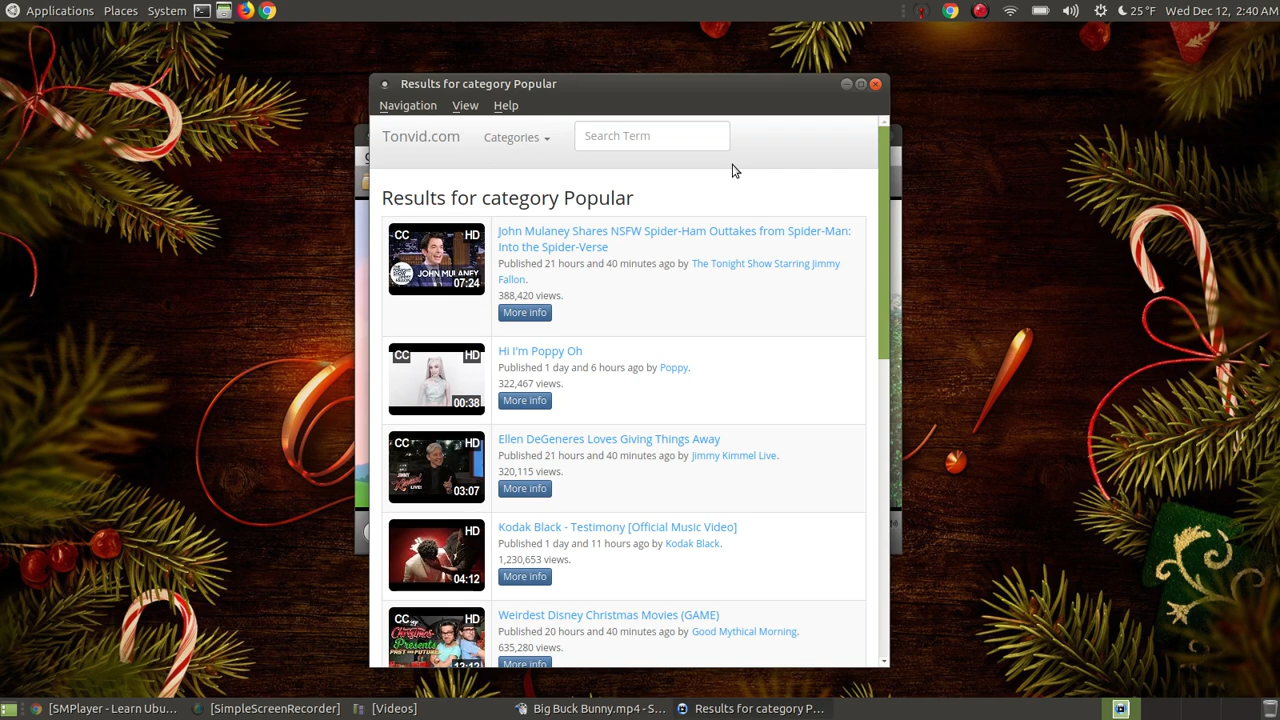 Applications Places System
25 °F Wed Dec 12, 2:40 AM
Results for category Popular
Navigation View Help
Tonvid.com Categories Search Term
Results for category Popular
CC HD
JOHN MULANEY
07:24
John Mulaney Shares NSFW Spider-Ham Outtakes from Spider-Man:
Into the Spider-Verse
Published 21 hours and 40 minutes ago by The Tonight Show Starring Jimmy
Fallon.
388,420 views.
More info
CC HD
00:38
Hi I'm Poppy Oh
Published 1 day and 6 hours ago by Poppy.
322,467 views.
More info
CC HD
03:07
Ellen DeGeneres Loves Giving Things Away
Published 21 hours and 40 minutes ago by Jimmy Kimmel Live.
320,115 views.
More info
HD
04:12
Kodak Black - Testimony [Official Music Video]
Published 1 day and 11 hours ago by Kodak Black.
1,230,653 views.
More info
CC HD
Christmas
Presents
PAST
Weirdest Disney Christmas Movies (GAME)
Published 20 hours and 40 minutes ago by Good Mythical Morning.
635,280 views.
More info
[SMPlayer - Learn Ubu... [SimpleScreenRecorder] [Videos] Big Buck Bunny.mp4 - S... Results for category P...